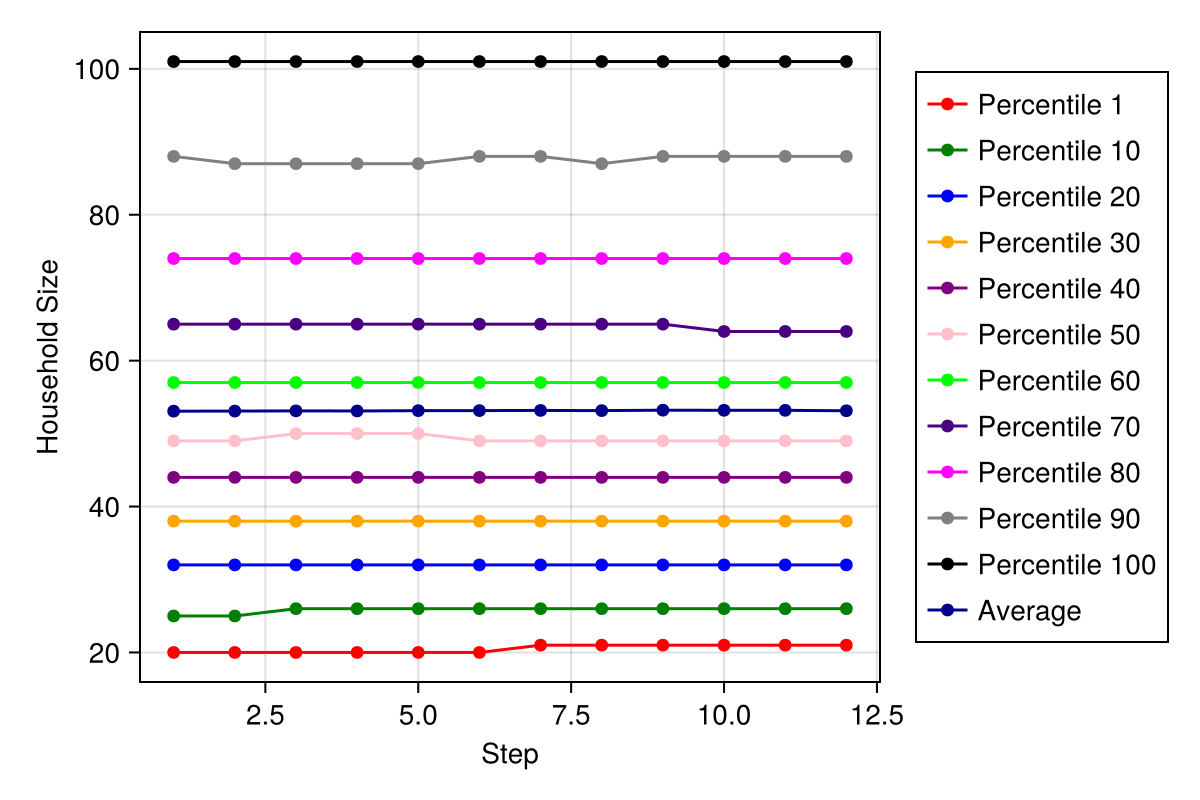 100
80
60
40
20
Household Size
2.5 5.0 7.5 10.0 12.5
Step
Percentile 1
Percentile 10
Percentile 20
Percentile 30
Percentile 40
Percentile 50
Percentile 60
Percentile 70
Percentile 80
Percentile 90
Percentile 100
Average